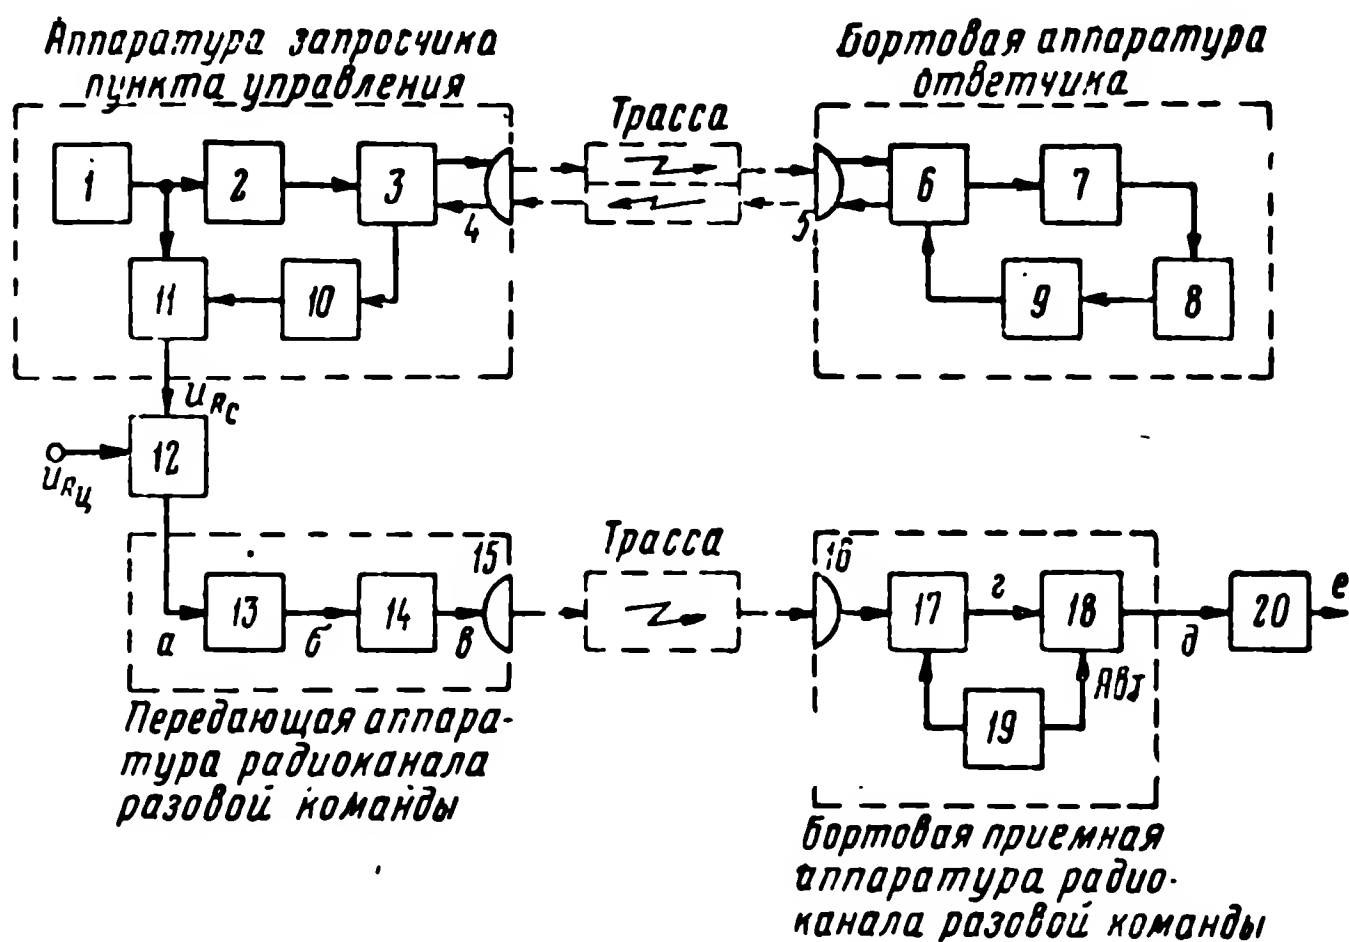 Аппаратура запросчика
пункта управления
Бортовая аппаратура
ответчика
Трасса
1
2
3
4
5
6
7
11
10
9
8
U_Rс
12
U_Rц
Трасса
15
16
13
14
17
г
18
20
е
а
б
в
д
Явт
19
Передающая аппара-
тура радиоканала
разовой команды
Бортовая приемная
аппаратура радио-
канала разовой команды